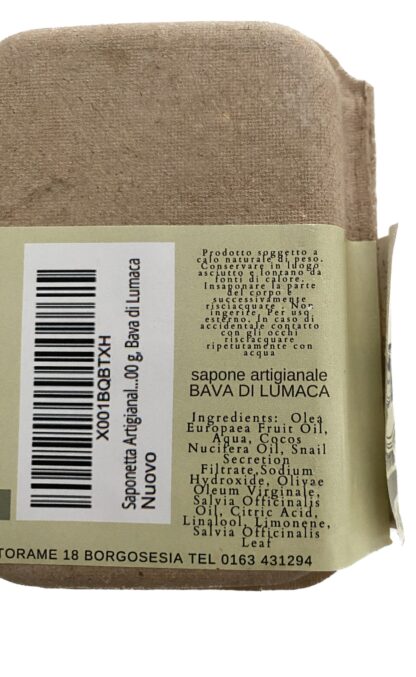 Prodotto soggetto a
calo naturale di peso.
Conservare in luogo
asciutto e lontano da
fonti di calore.
Insaponare la parte
del corpo e
successivamente
risciacquare . Non
ingerire. Per uso
esterno. In caso di
accidentale contatto
con gli occhi
risciacquare
ripetutamente con
acqua
sapone artigianale
BAVA DI LUMACA
Ingredients: Olea
Europaea Fruit Oil,
Aqua, Cocos
Nucifera Oil, Snail
Secretion
Filtrate,Sodium
Hydroxide, Olivae
Oleum Virginale,
Salvia Officinalis
Oil, Citric Acid,
Linalool, Limonene,
Salvia Officinalis
Leaf
X001BQBTXH
Saponetta Artigianal...00 g, Bava di Lumaca
Nuovo
TORAME 18 BORGOSESIA TEL 0163 431294